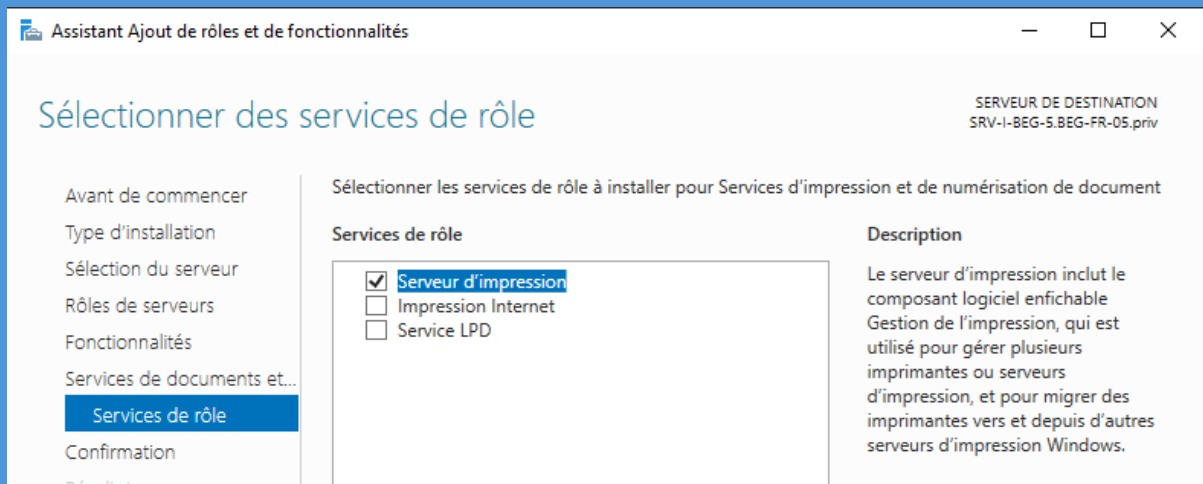 Assistant Ajout de rôles et de fonctionnalités
Sélectionner des services de rôle
SERVEUR DE DESTINATION
SRV-I-BEG-5.BEG-FR-05.priv
Avant de commencer
Type d'installation
Sélection du serveur
Rôles de serveurs
Fonctionnalités
Services de documents et...
Services de rôle
Confirmation
Sélectionner les services de rôle à installer pour Services d'impression et de numérisation de document
Services de rôle
Serveur d'impression
Impression Internet
Service LPD
Description
Le serveur d'impression inclut le
composant logiciel enfichable
Gestion de l'impression, qui est
utilisé pour gérer plusieurs
imprimantes ou serveurs
d'impression, et pour migrer des
imprimantes vers et depuis d'autres
serveurs d'impression Windows.